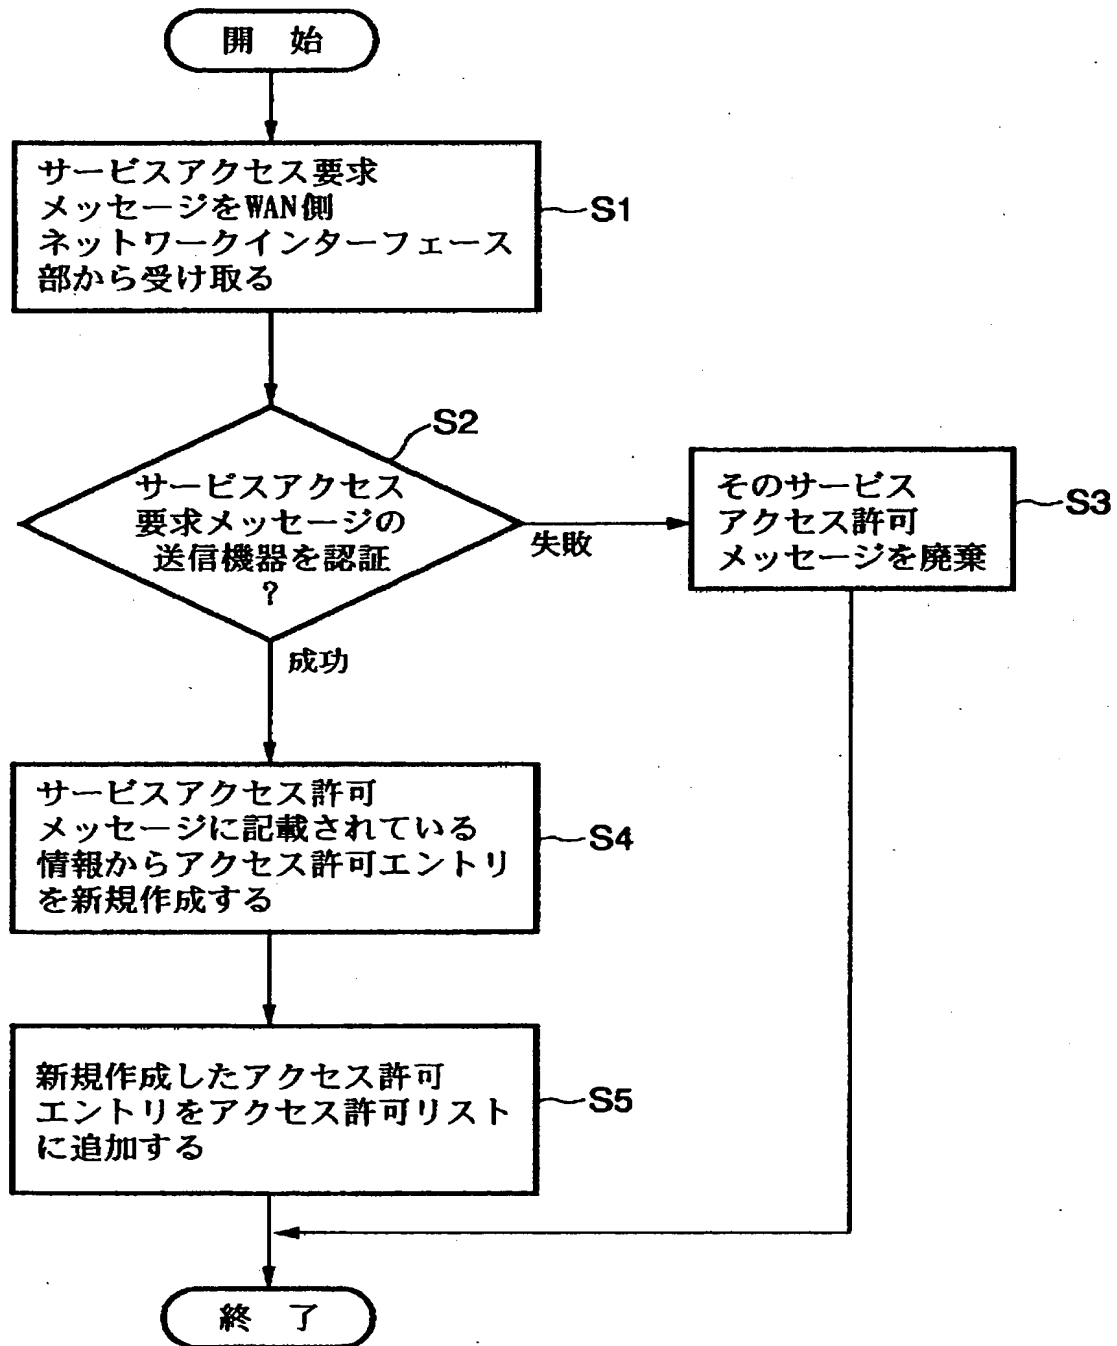 開 始
サービスアクセス要求
メッセージをWAN側
ネットワークインターフェース
部から受け取る
S1
S2
サービスアクセス
要求メッセージの
送信機器を認証
?
失敗
そのサービス
アクセス許可
メッセージを廃棄
S3
成功
サービスアクセス許可
メッセージに記載されている
情報からアクセス許可エントリ
を新規作成する
S4
新規作成したアクセス許可
エントリをアクセス許可リスト
に追加する
S5
終 了